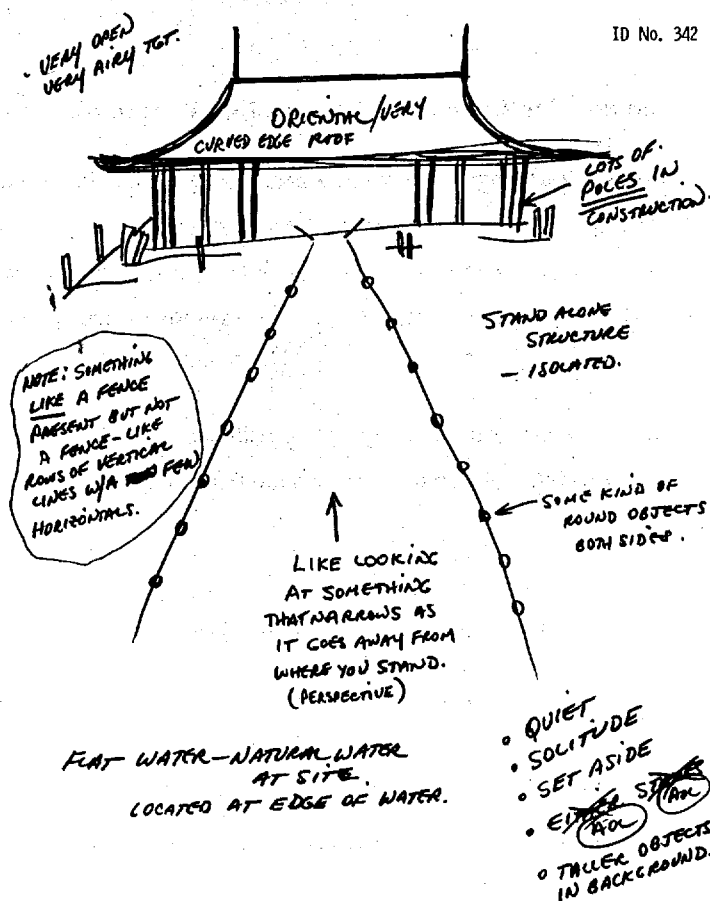 ID No. 342
· VERY OPEN
VERY AIRY TGT.
ORIENTAL/VERY
CURVED EDGE ROOF
LOTS OF
POLES IN
CONSTRUCTION.
STAND ALONE
STRUCTURE
— ISOLATED.
NOTE: SOMETHING
LIKE A FENCE
PRESENT BUT NOT
A FENCE-LIKE
ROWS OF VERTICAL
LINES W/A FEW
HORIZONTALS.
SOME KIND OF
ROUND OBJECTS
BOTH SIDES.
LIKE LOOKING
AT SOMETHING
THAT NARROWS AS
IT GOES AWAY FROM
WHERE YOU STAND.
(PERSPECTIVE)
FLAT WATER—NATURAL WATER
AT SITE.
LOCATED AT EDGE OF WATER.
• QUIET
• SOLITUDE
• SET ASIDE
• EITHER
AOL
AOL
• TALLER OBJECTS
IN BACKGROUND.